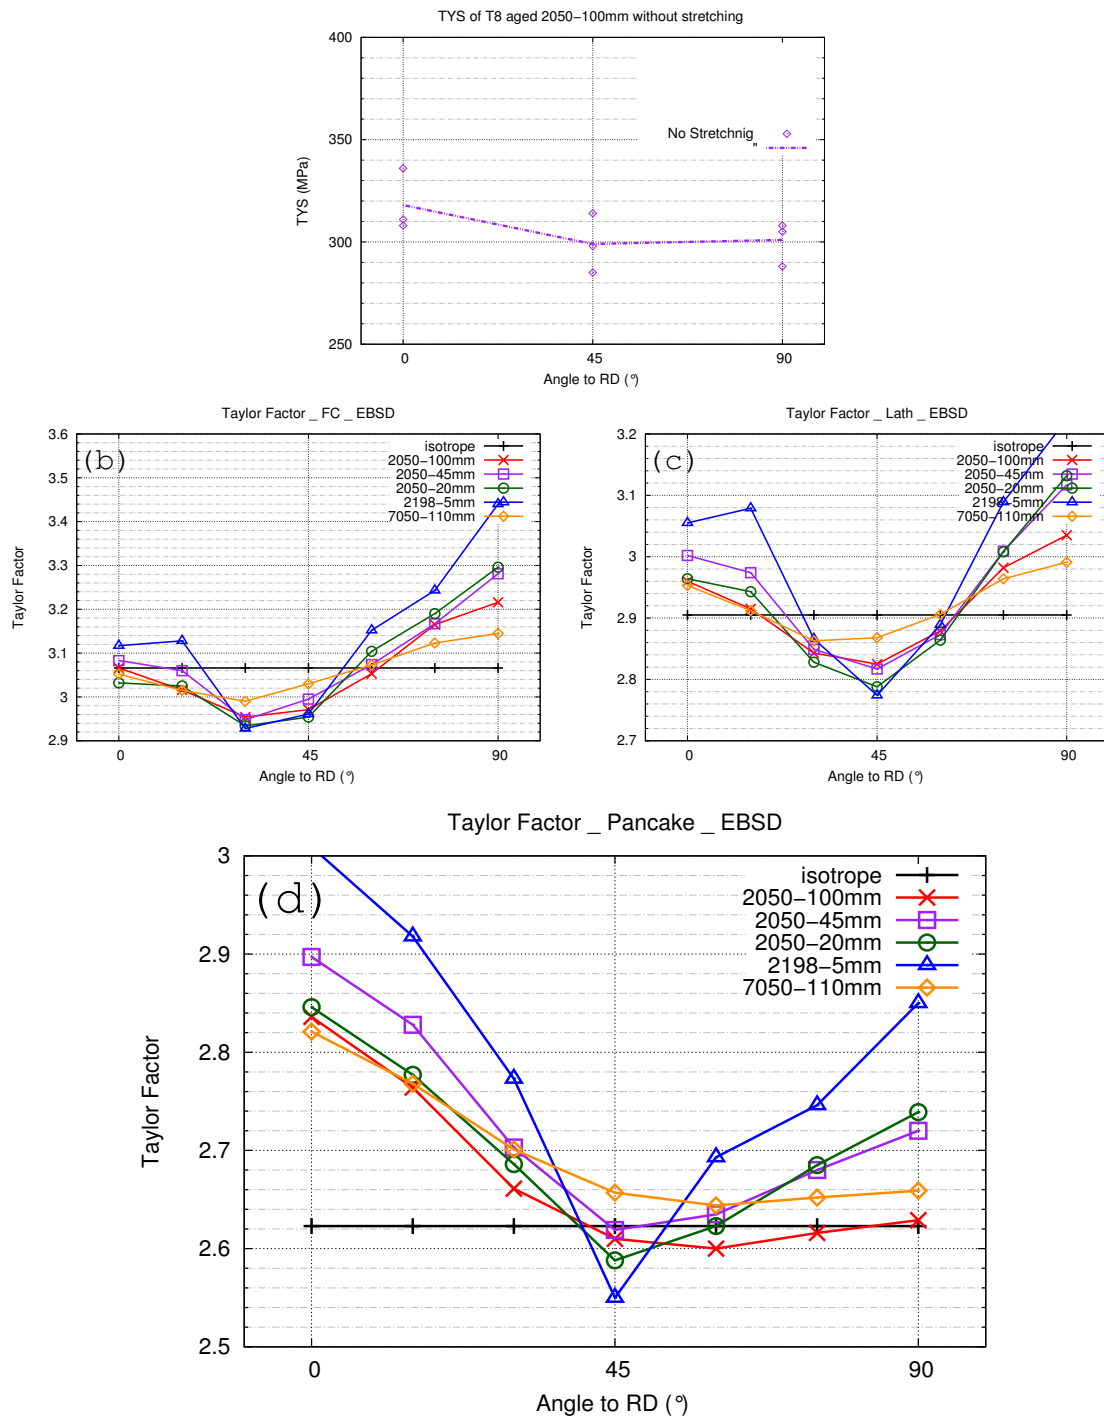 TYS of T8 aged 2050−100mm without stretching
400
350
300
250
TYS (MPa)
No Stretchnig
"
0 45 90
Angle to RD (°)
Taylor Factor _ FC _ EBSD
(b)
3.6
3.5
3.4
3.3
3.2
3.1
3
2.9
Taylor Factor
isotrope
2050−100mm
2050−45mm
2050−20mm
2198−5mm
7050−110mm
0 45 90
Angle to RD (°)
Taylor Factor _ Lath _ EBSD
(c)
3.2
3.1
3
2.9
2.8
2.7
Taylor Factor
isotrope
2050−100mm
2050−45mm
2050−20mm
2198−5mm
7050−110mm
0 45 90
Angle to RD (°)
Taylor Factor _ Pancake _ EBSD
(d)
3
2.9
2.8
2.7
2.6
2.5
Taylor Factor
isotrope
2050−100mm
2050−45mm
2050−20mm
2198−5mm
7050−110mm
0 45 90
Angle to RD (°)